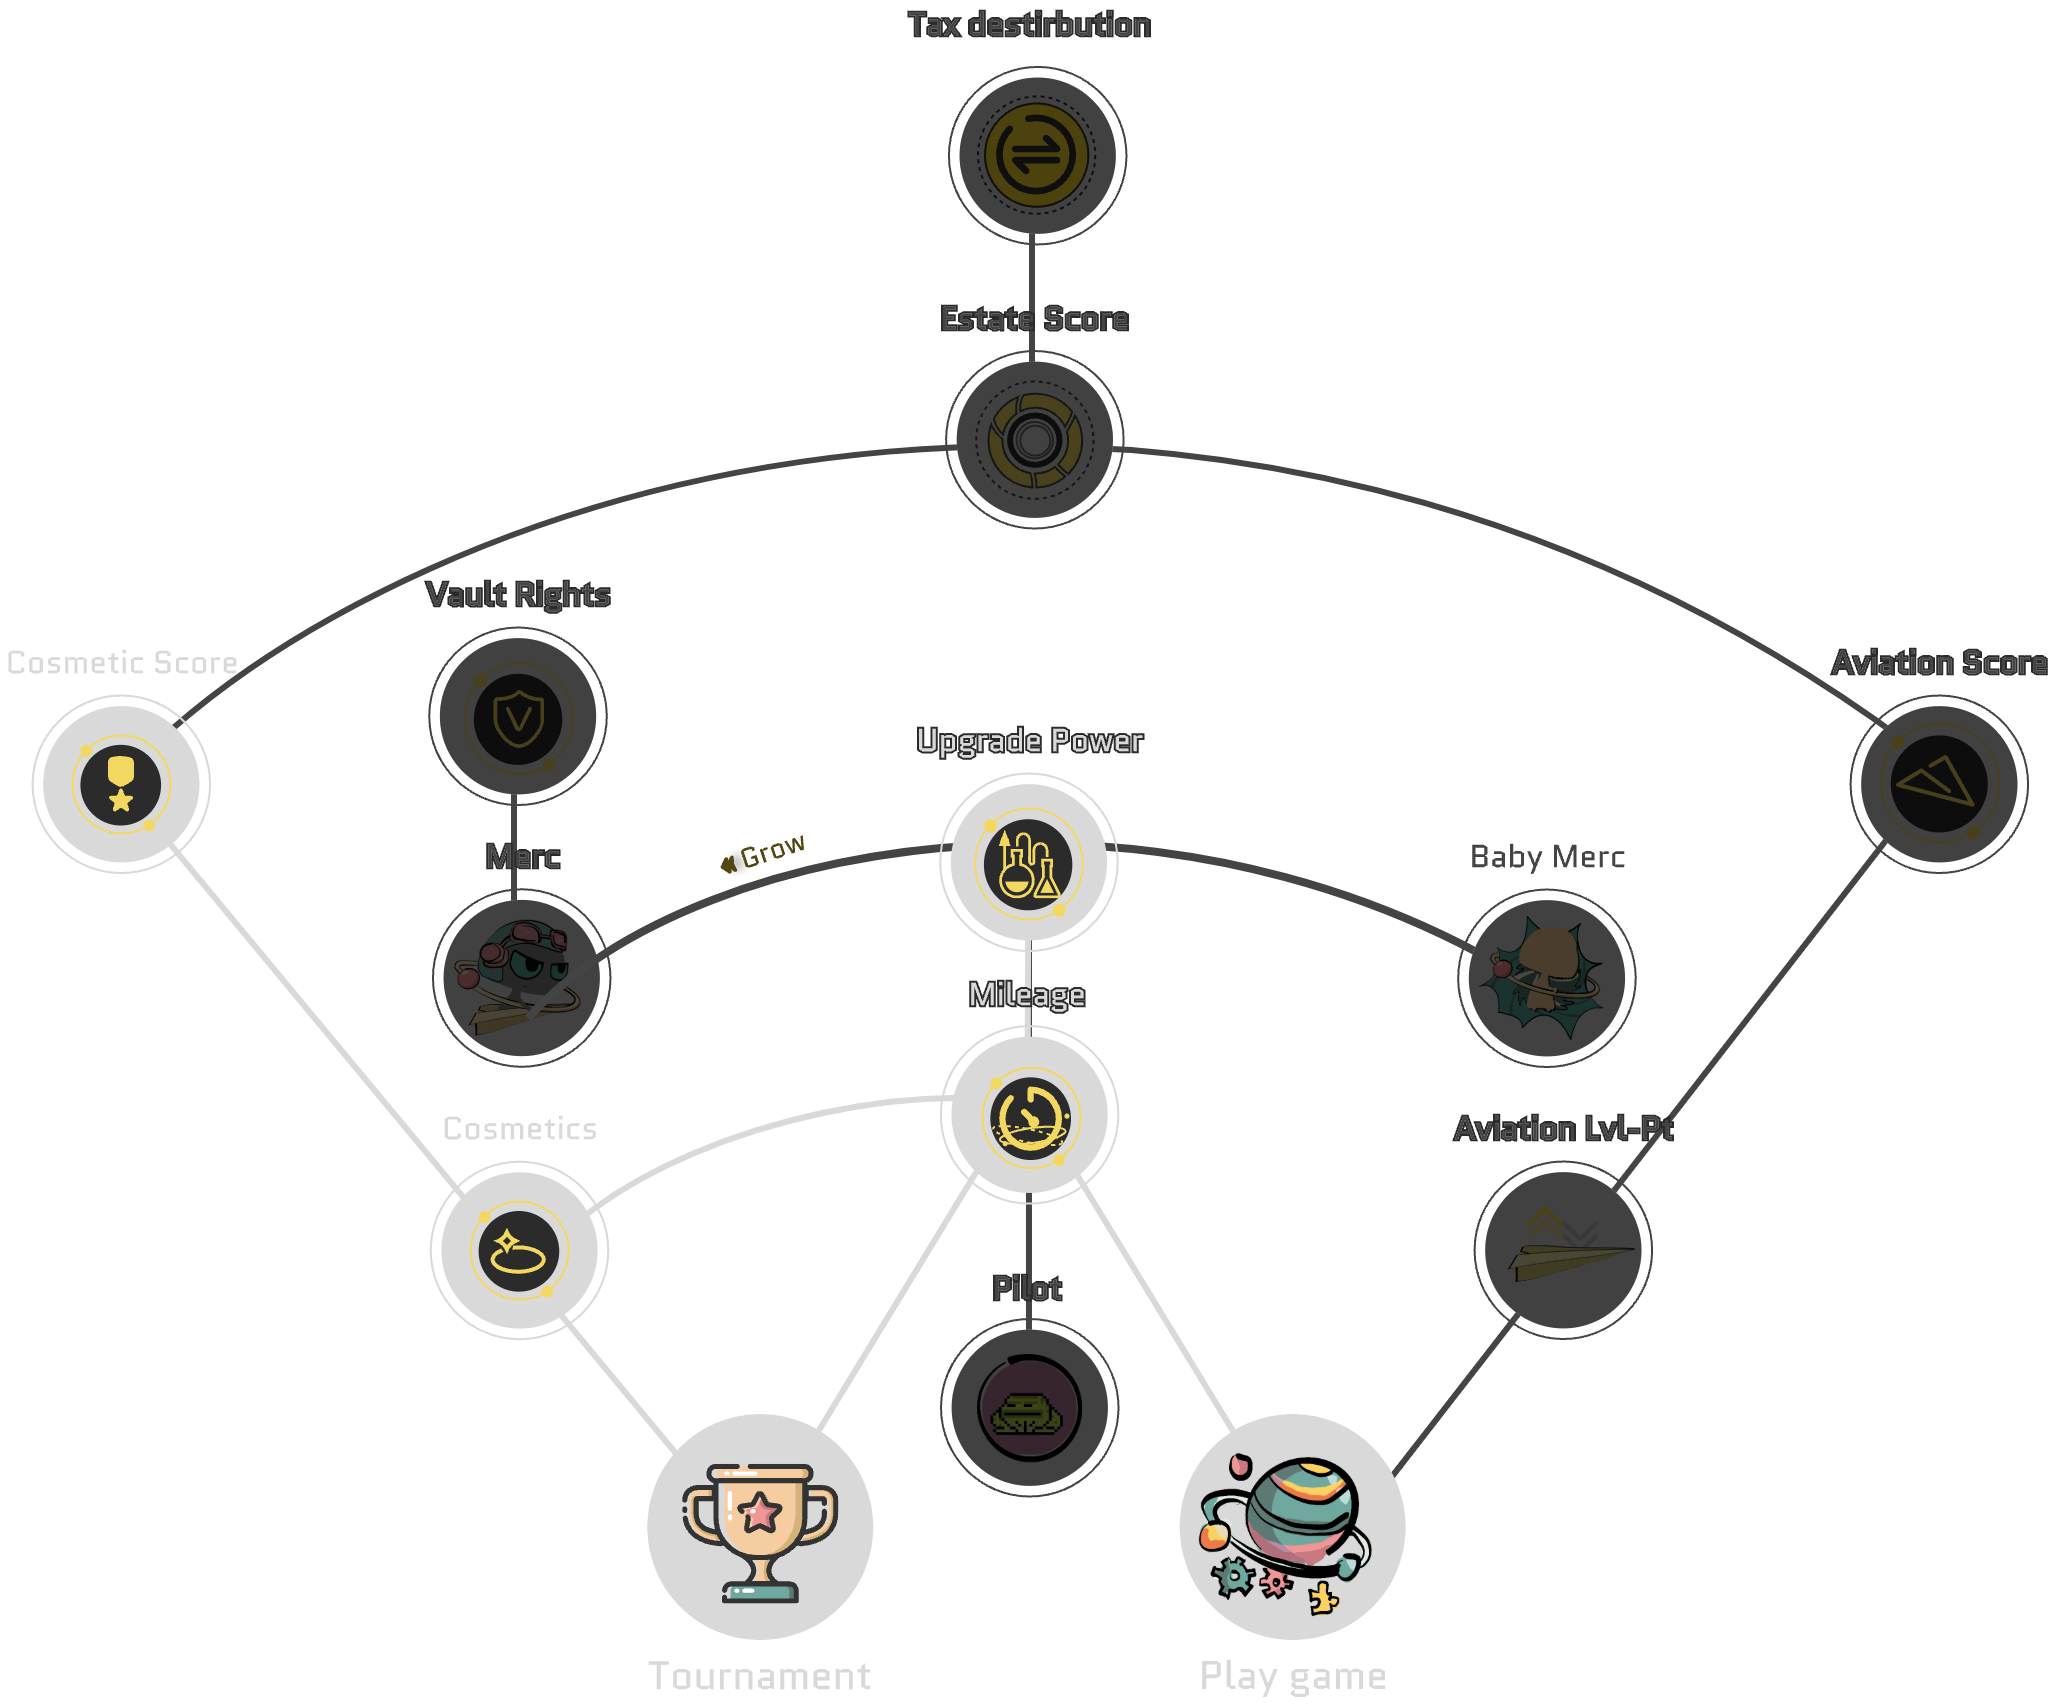 Tax destirbution
Estate Score
Vault Rights
Cosmetic Score
Aviation Score
Upgrade Power
Grow
Merc
Baby Merc
Mileage
Cosmetics
Aviation Lvl-Pt
Pilot
Tournament
Play game